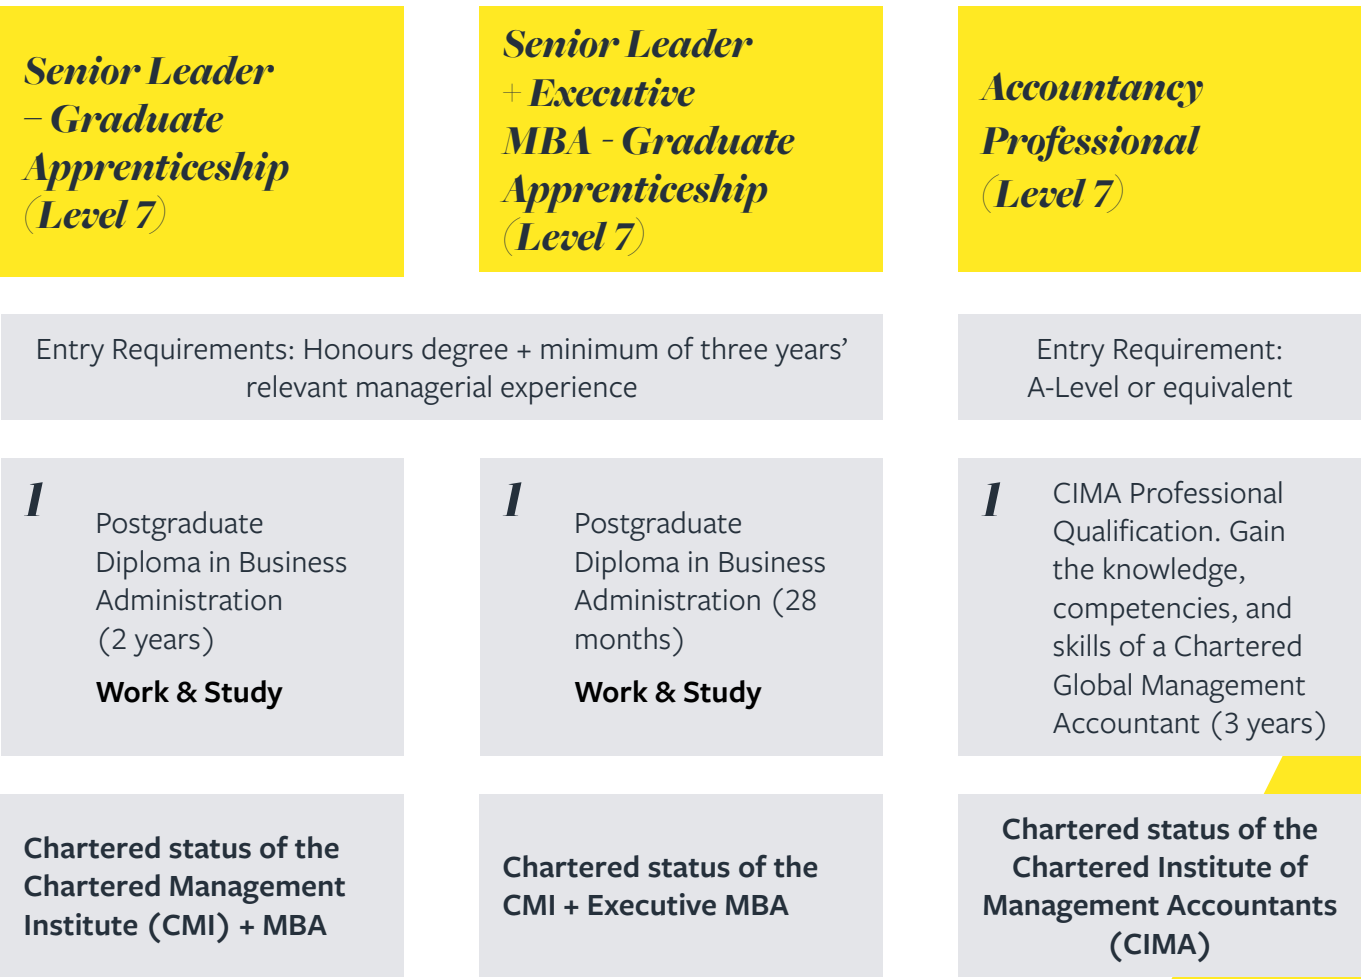 Senior Leader
– Graduate
Apprenticeship
(Level 7)
Senior Leader
+ Executive
MBA - Graduate
Apprenticeship
(Level 7)
Accountancy
Professional
(Level 7)
Entry Requirements: Honours degree + minimum of three years’
relevant managerial experience
Entry Requirement:
A-Level or equivalent
1
Postgraduate
Diploma in Business
Administration
(2 years)
Work & Study
1
Postgraduate
Diploma in Business
Administration (28
months)
Work & Study
1
CIMA Professional
Qualification. Gain
the knowledge,
competencies, and
skills of a Chartered
Global Management
Accountant (3 years)
Chartered status of the
Chartered Management
Institute (CMI) + MBA
Chartered status of the
CMI + Executive MBA
Chartered status of the
Chartered Institute of
Management Accountants
(CIMA)